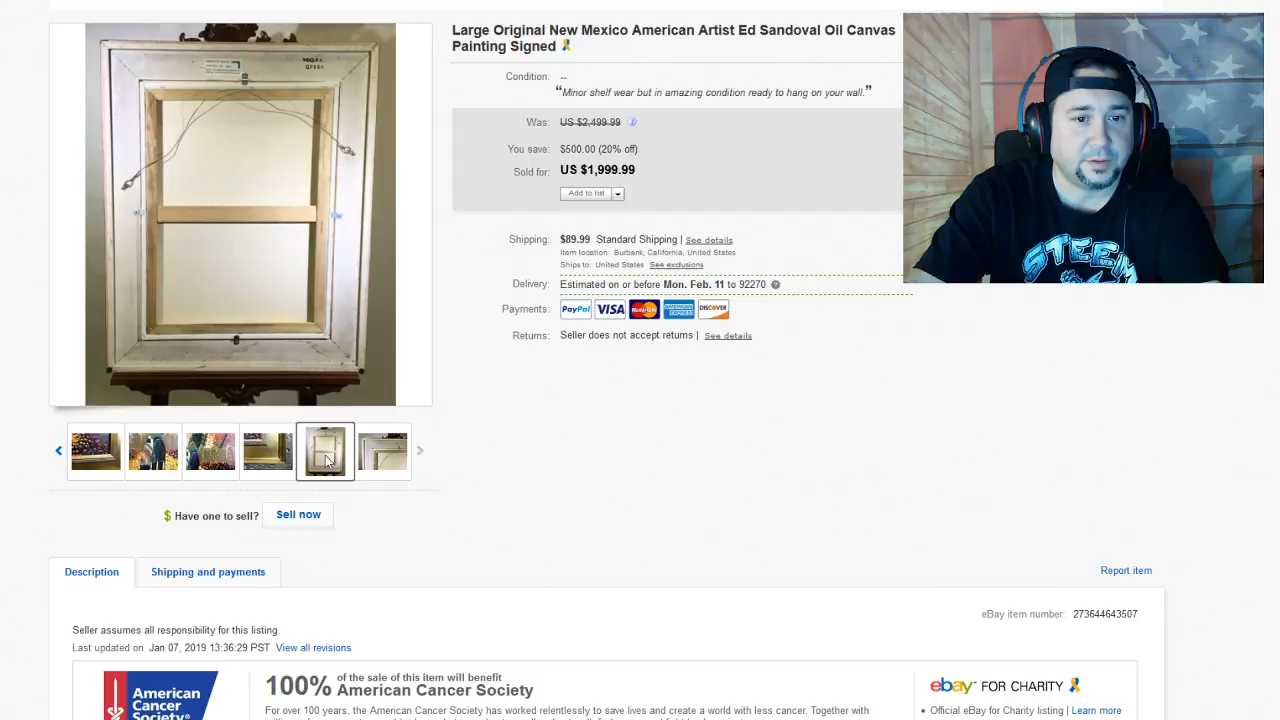 Large Original New Mexico American Artist Ed Sandoval Oil Canvas
Painting Signed
Condition: --
“Minor shelf wear but in amazing condition ready to hang on your wall.”
Was: US $2,499.99
You save: $500.00 (20% off)
Sold for: US $1,999.99
Add to list
Shipping: $89.99 Standard Shipping | See details
Item location: Burbank, California, United States
Ships to: United States See exclusions
Delivery: Estimated on or before Mon. Feb. 11 to 92270
Payments: PayPal VISA MasterCard AMERICAN EXPRESS DISCOVER
Returns: Seller does not accept returns | See details
STEEM
$ Have one to sell? Sell now
Description
Shipping and payments
Report item
eBay item number: 273644643507
Seller assumes all responsibility for this listing.
Last updated on Jan 07, 2019 13:36:29 PST View all revisions
American
Cancer
Society®
100% of the sale of this item will benefit
American Cancer Society
For over 100 years, the American Cancer Society has worked relentlessly to save lives and create a world with less cancer. Together with
ebay FOR CHARITY
• Official eBay for Charity listing | Learn more